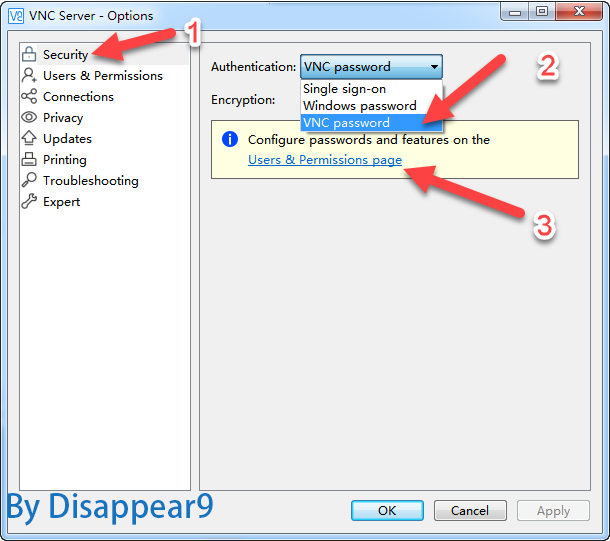 VNC Server - Options
1
Security
Users & Permissions
Connections
Privacy
Updates
Printing
Troubleshooting
Expert
Authentication: VNC password
2
Single sign-on
Windows password
VNC password
Encryption:
Configure passwords and features on the
Users & Permissions page
3
By Disappear9
OK Cancel Apply